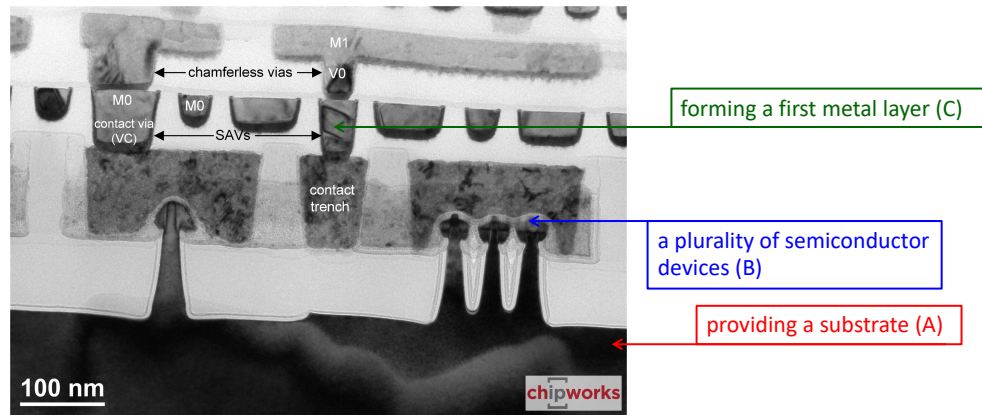 M1
V0
chamferless vias
M0
M0
contact via
(VC)
SAVs
contact
trench
forming a first metal layer (C)
a plurality of semiconductor
devices (B)
providing a substrate (A)
100 nm
chipworks